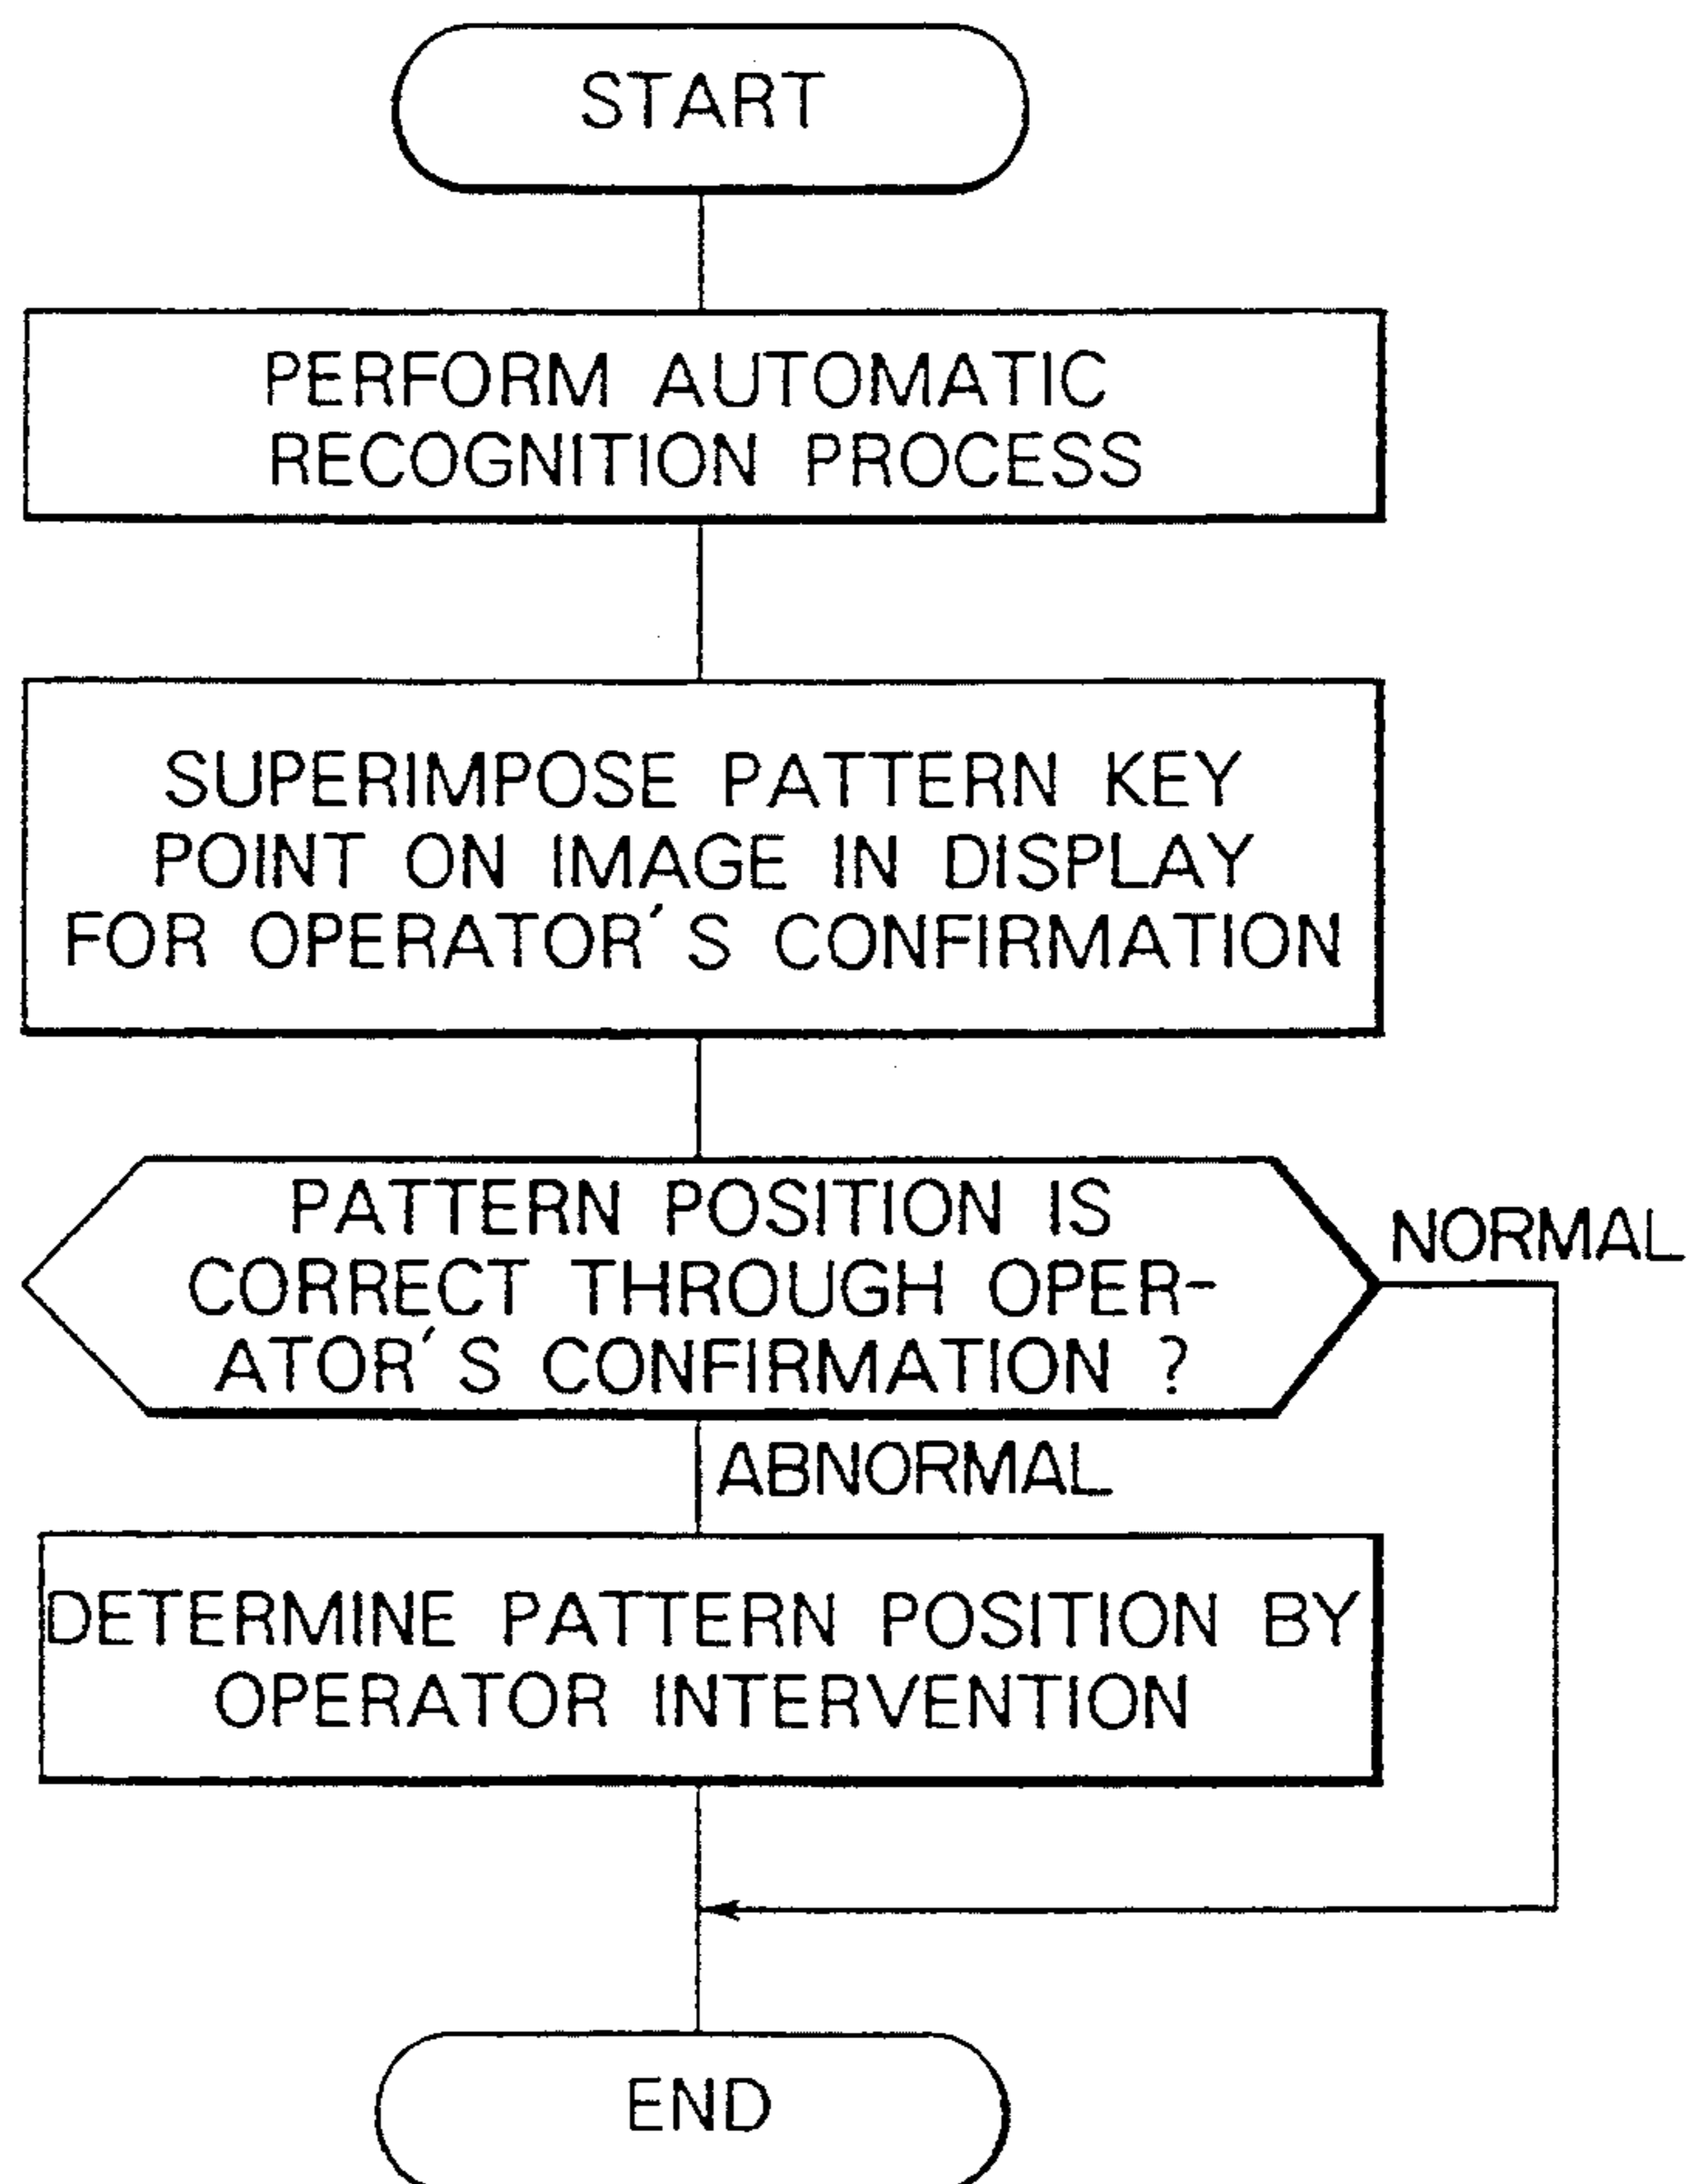 START
PERFORM AUTOMATIC
RECOGNITION PROCESS
SUPERIMPOSE PATTERN KEY
POINT ON IMAGE IN DISPLAY
FOR OPERATOR'S CONFIRMATION
PATTERN POSITION IS
CORRECT THROUGH OPER-
ATOR'S CONFIRMATION ?
NORMAL
ABNORMAL
DETERMINE PATTERN POSITION BY
OPERATOR INTERVENTION
END